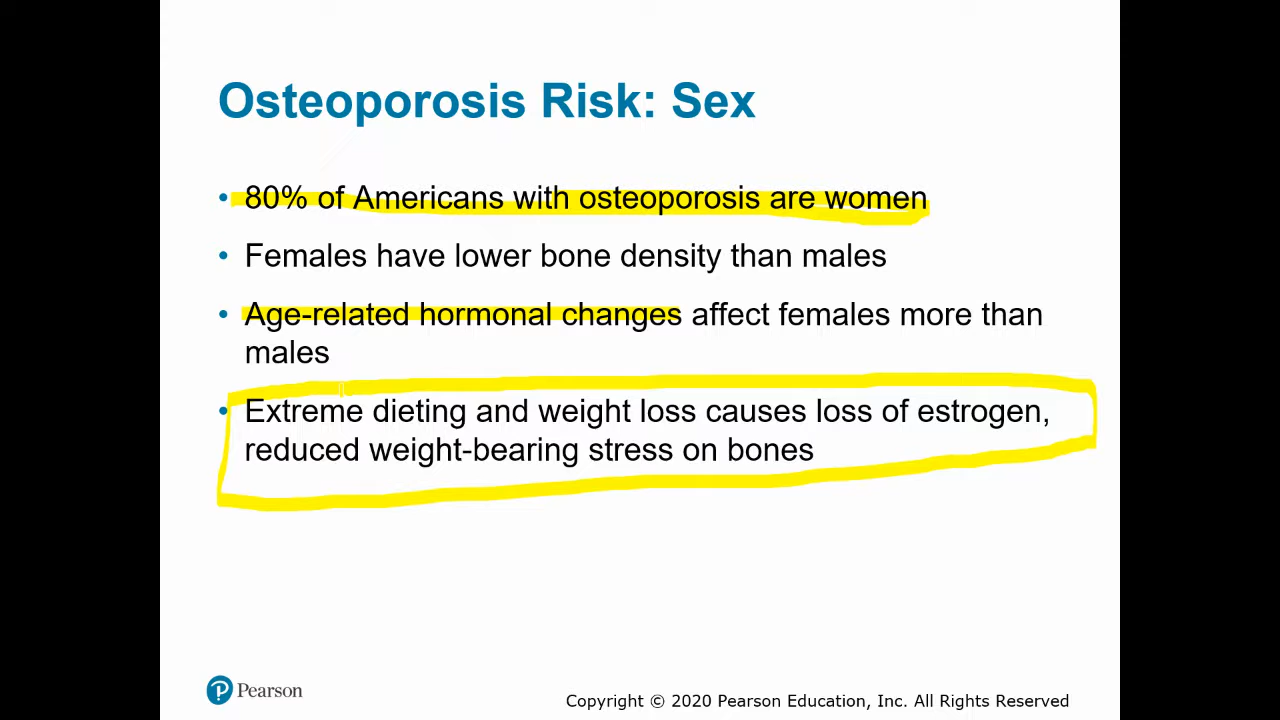 Osteoporosis Risk: Sex
• 80% of Americans with osteoporosis are women
• Females have lower bone density than males
• Age-related hormonal changes affect females more than
males
• Extreme dieting and weight loss causes loss of estrogen,
reduced weight-bearing stress on bones
P Pearson
Copyright © 2020 Pearson Education, Inc. All Rights Reserved